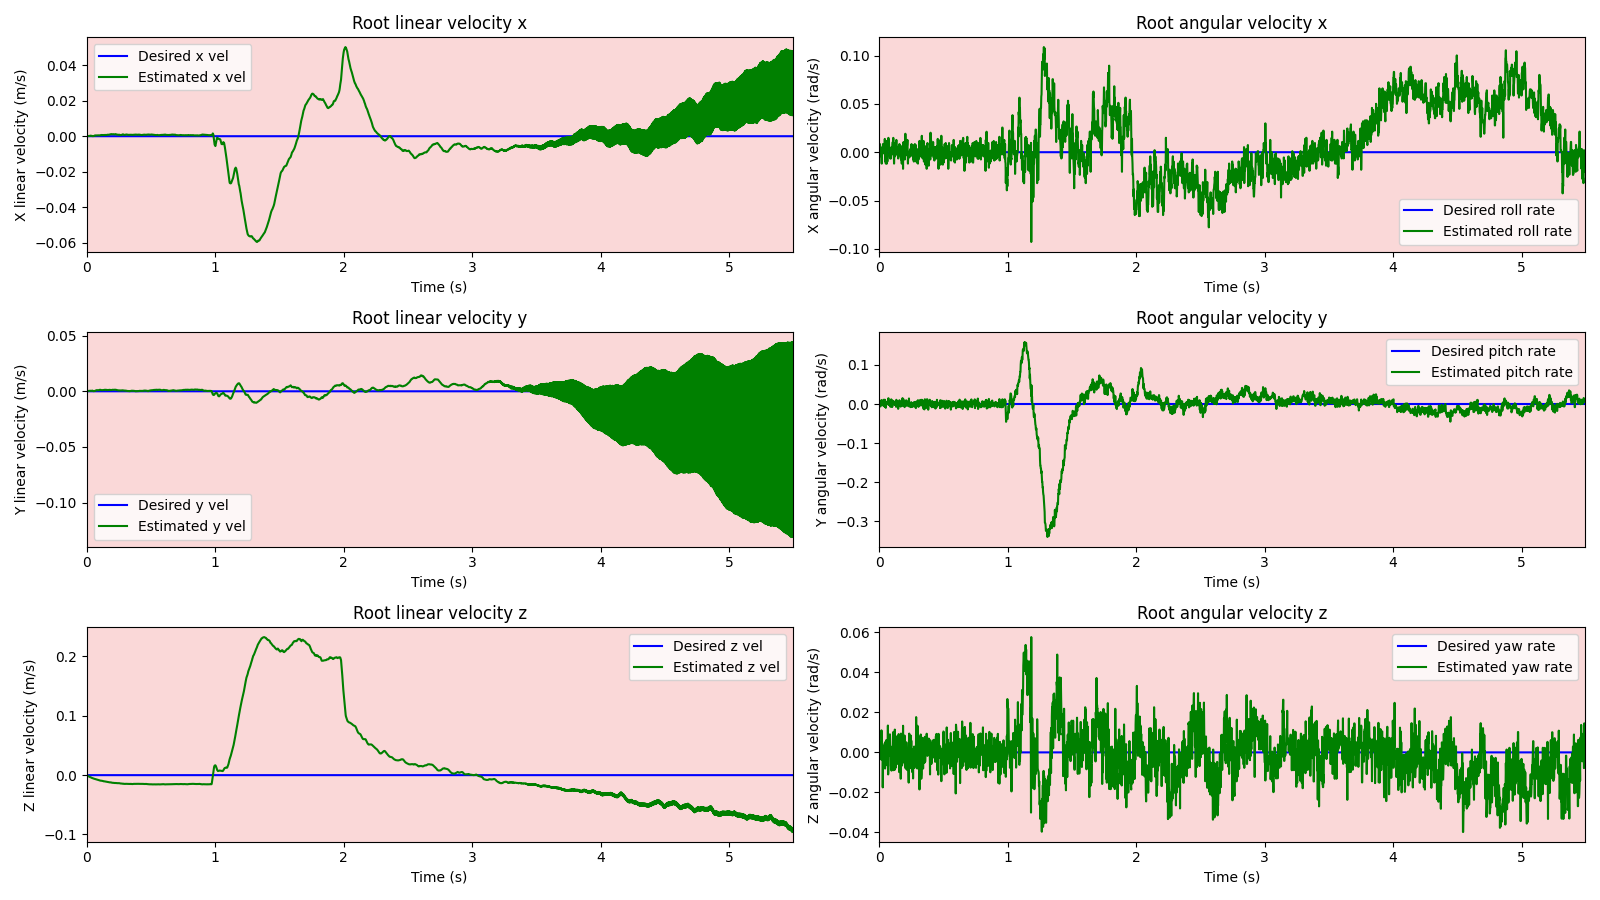 Root linear velocity x
X linear velocity (m/s)
Desired x vel
Estimated x vel
0.04
0.02
0.00
−0.02
−0.04
−0.06
0 1 2 3 4 5
Time (s)
Root angular velocity x
X angular velocity (rad/s)
0.10
0.05
0.00
−0.05
−0.10
Desired roll rate
Estimated roll rate
0 1 2 3 4 5
Time (s)
Root linear velocity y
Y linear velocity (m/s)
0.05
0.00
−0.05
−0.10
Desired y vel
Estimated y vel
0 1 2 3 4 5
Time (s)
Root angular velocity y
Y angular velocity (rad/s)
Desired pitch rate
Estimated pitch rate
0.1
0.0
−0.1
−0.2
−0.3
0 1 2 3 4 5
Time (s)
Root linear velocity z
Z linear velocity (m/s)
Desired z vel
Estimated z vel
0.2
0.1
0.0
−0.1
0 1 2 3 4 5
Time (s)
Root angular velocity z
Z angular velocity (rad/s)
Desired yaw rate
Estimated yaw rate
0.06
0.04
0.02
0.00
−0.02
−0.04
0 1 2 3 4 5
Time (s)